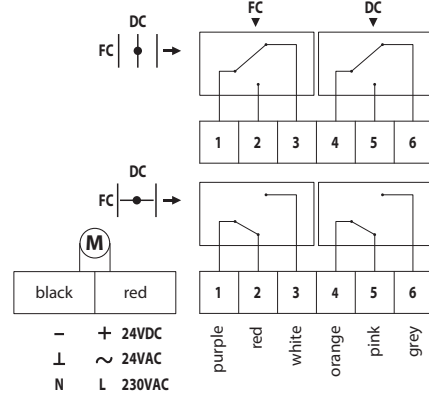 FC DC
DC
FC
1 2 3 4 5 6
DC
FC
M
black red
1 2 3 4 5 6
purple red white orange pink grey
− + 24VDC
⊥ ~ 24VAC
N L 230VAC